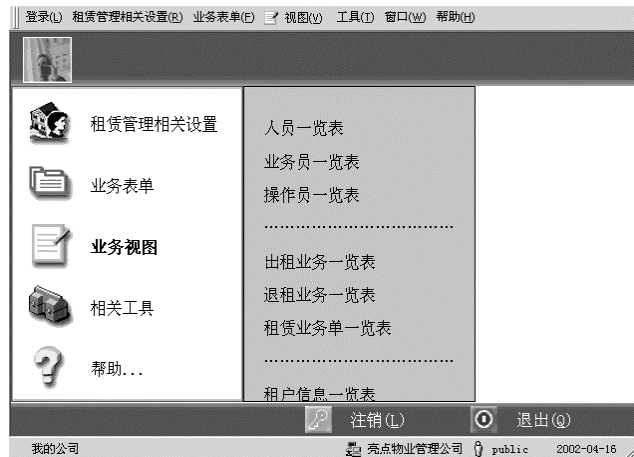 登录(L) 租赁管理相关设置(R) 业务表单(F) 视图(V) 工具(T) 窗口(W) 帮助(H)
租赁管理相关设置
业务表单
业务视图
相关工具
帮助...
人员一览表
业务员一览表
操作员一览表
出租业务一览表
退租业务一览表
租赁业务单一览表
租户信息一览表
注销(L) 退出(Q)
我的公司 亮点物业管理公司 public 2002-04-16